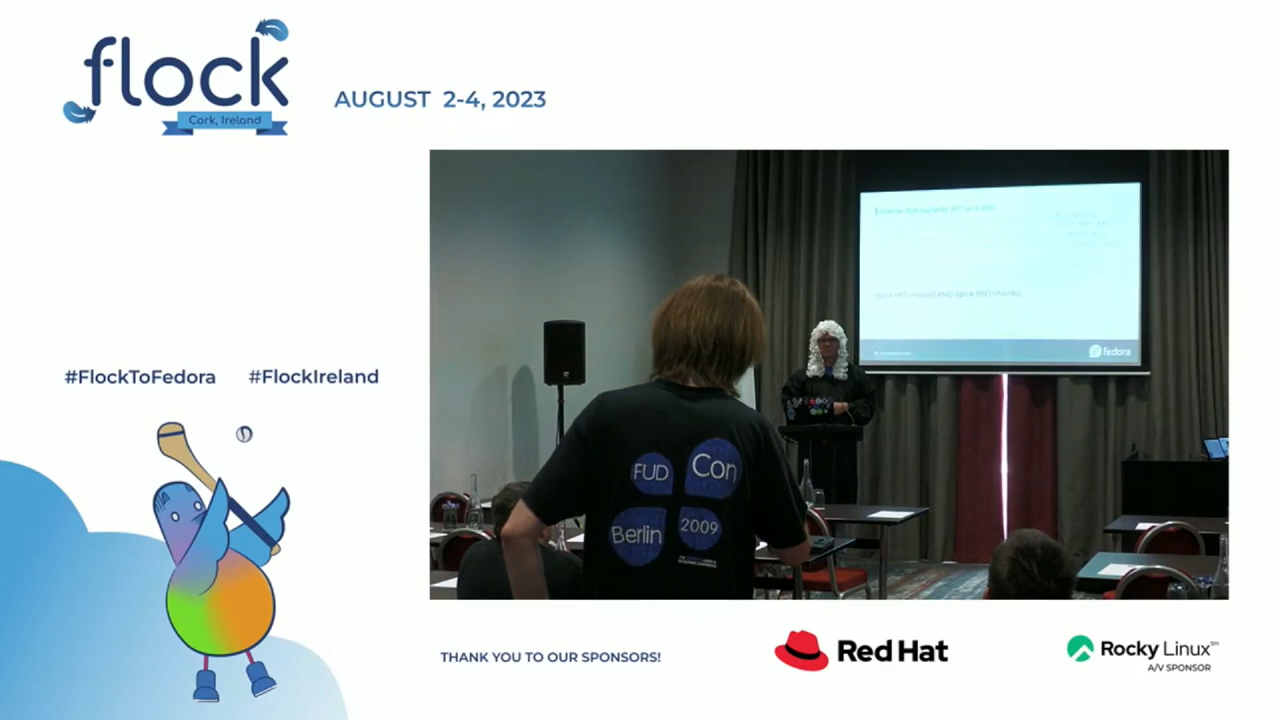 flock
Cork, Ireland
AUGUST 2-4, 2023
#FlockToFedora #FlockIreland
fedora
FUD Con
Berlin 2009
THANK YOU TO OUR SPONSORS!
Red Hat
Rocky Linux™
A/V SPONSOR